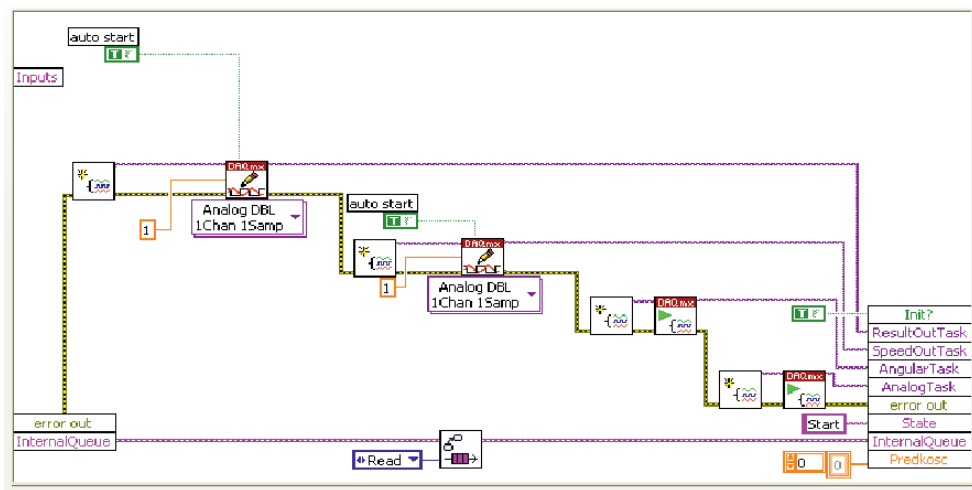 auto start
T F
Inputs
DAQmx
1
Analog DBL
1Chan 1Samp
auto start
T F
DAQmx
1
Analog DBL
1Chan 1Samp
DAQmx
T F
Init?
ResultOutTask
SpeedOutTask
AngularTask
DAQmx
AnalogTask
error out
error out
Start
State
InternalQueue
InternalQueue
Read
0
0
Predkosc